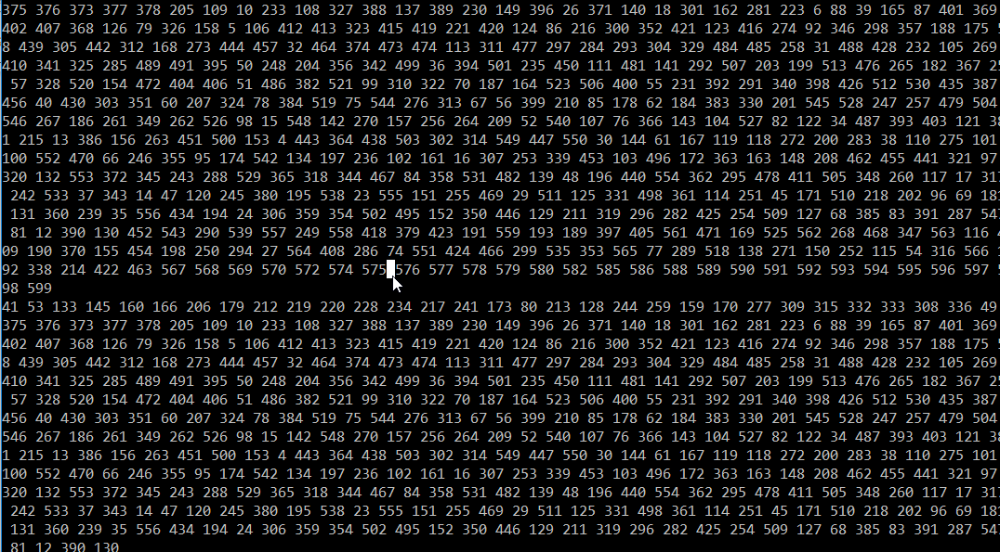 375 376 373 377 378 205 109 10 233 108 327 388 137 389 230 149 396 26 371 140 18 301 162 281 223 6 88 39 165 87 401 369
402 407 368 126 79 326 158 5 106 412 413 323 415 419 221 420 124 86 216 300 352 421 123 416 274 92 346 298 357 188 175
8 439 305 442 312 168 273 444 457 32 464 374 473 474 113 311 477 297 284 293 304 329 484 485 258 31 488 428 232 105 269
410 341 325 285 489 491 395 50 248 204 356 342 499 36 394 501 235 450 111 481 141 292 507 203 199 513 476 265 182 367
57 328 520 154 472 404 406 51 486 382 521 99 310 322 70 187 164 523 506 400 55 231 392 291 340 398 426 512 530 435 387
456 40 430 303 351 60 207 324 78 384 519 75 544 276 313 67 56 399 210 85 178 62 184 383 330 201 545 528 247 257 479 504
546 267 186 261 349 262 526 98 15 548 142 270 157 256 264 209 52 540 107 76 366 143 104 527 82 122 34 487 393 403 121
1 215 13 386 156 263 451 500 153 4 443 364 438 503 302 314 549 447 550 30 144 61 167 119 118 272 200 283 38 110 275 101
100 552 470 66 246 355 95 174 542 134 197 236 102 161 16 307 253 339 453 103 496 172 363 163 148 208 462 455 441 321 97
320 132 553 372 345 243 288 529 365 318 344 467 84 358 531 482 139 48 196 440 554 362 295 478 411 505 348 260 117 17
242 533 37 343 14 47 120 245 380 195 538 23 555 151 255 469 29 511 125 331 498 361 114 251 45 171 510 218 202 96 69
131 360 239 35 556 434 194 24 306 359 354 502 495 152 350 446 129 211 319 296 282 425 254 509 127 68 385 83 391 287
81 12 390 130 452 543 290 539 557 249 558 418 379 423 191 559 193 189 397 405 561 471 169 525 562 268 468 347 563 116
09 190 370 155 454 198 250 294 27 564 408 286 74 551 424 466 299 535 353 565 77 289 518 138 271 150 252 115 54 316 566
92 338 214 422 463 567 568 569 570 572 574 575 576 577 578 579 580 582 585 586 588 589 590 591 592 593 594 595 596 597
98 599
41 53 133 145 160 166 206 179 212 219 220 228 234 217 241 173 80 213 128 244 259 159 170 277 309 315 332 333 308 336 49
375 376 373 377 378 205 109 10 233 108 327 388 137 389 230 149 396 26 371 140 18 301 162 281 223 6 88 39 165 87 401 369
402 407 368 126 79 326 158 5 106 412 413 323 415 419 221 420 124 86 216 300 352 421 123 416 274 92 346 298 357 188 175
8 439 305 442 312 168 273 444 457 32 464 374 473 474 113 311 477 297 284 293 304 329 484 485 258 31 488 428 232 105 269
410 341 325 285 489 491 395 50 248 204 356 342 499 36 394 501 235 450 111 481 141 292 507 203 199 513 476 265 182 367
57 328 520 154 472 404 406 51 486 382 521 99 310 322 70 187 164 523 506 400 55 231 392 291 340 398 426 512 530 435 387
456 40 430 303 351 60 207 324 78 384 519 75 544 276 313 67 56 399 210 85 178 62 184 383 330 201 545 528 247 257 479 504
546 267 186 261 349 262 526 98 15 142 548 270 157 256 264 209 52 540 107 76 366 143 104 527 82 122 34 487 393 403 121
1 215 13 386 156 263 451 500 153 4 443 364 438 503 302 314 549 447 550 30 144 61 167 119 118 272 200 283 38 110 275 101
100 552 470 66 246 355 95 174 542 134 197 236 102 161 16 307 253 339 453 103 496 172 363 163 148 208 462 455 441 321 97
320 132 553 372 345 243 288 529 365 318 344 467 84 358 531 482 139 48 196 440 554 362 295 478 411 505 348 260 117 17
242 533 37 343 14 47 120 245 380 195 538 23 555 151 255 469 29 511 125 331 498 361 114 251 45 171 510 218 202 96 69
131 360 239 35 556 434 194 24 306 359 354 502 495 152 350 446 129 211 319 296 282 425 254 509 127 68 385 83 391 287
81 12 390 130